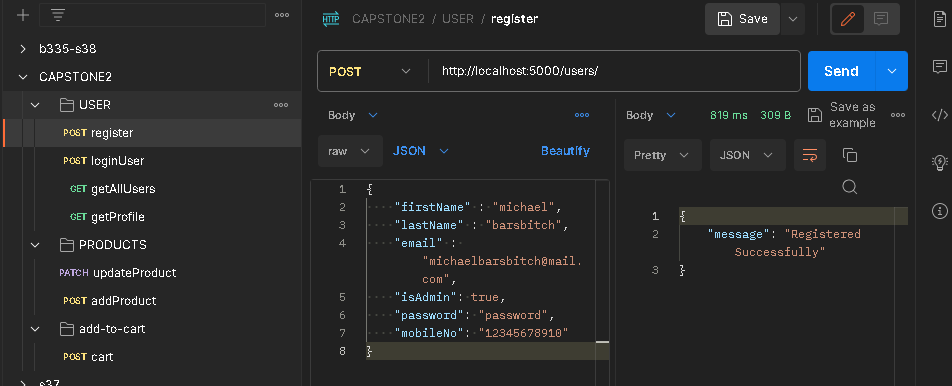 b335-s38
CAPSTONE2
USER
POST register
POST loginUser
GET getAllUsers
GET getProfile
PRODUCTS
PATCH updateProduct
POST addProduct
add-to-cart
POST cart
s37
HTTP CAPSTONE2 / USER / register
Save
POST http://localhost:5000/users/
Send
Body
raw JSON Beautify
1 {
2 "firstName" : "michael",
3 "lastName" : "barsbitch",
4 "email" :
"michaelbarsbitch@mail.
com",
5 "isAdmin": true,
6 "password": "password",
7 "mobileNo": "12345678910"
8 }
Body 819 ms 309 B Save as
example
Pretty JSON
1 {
2 "message": "Registered
Successfully"
3 }